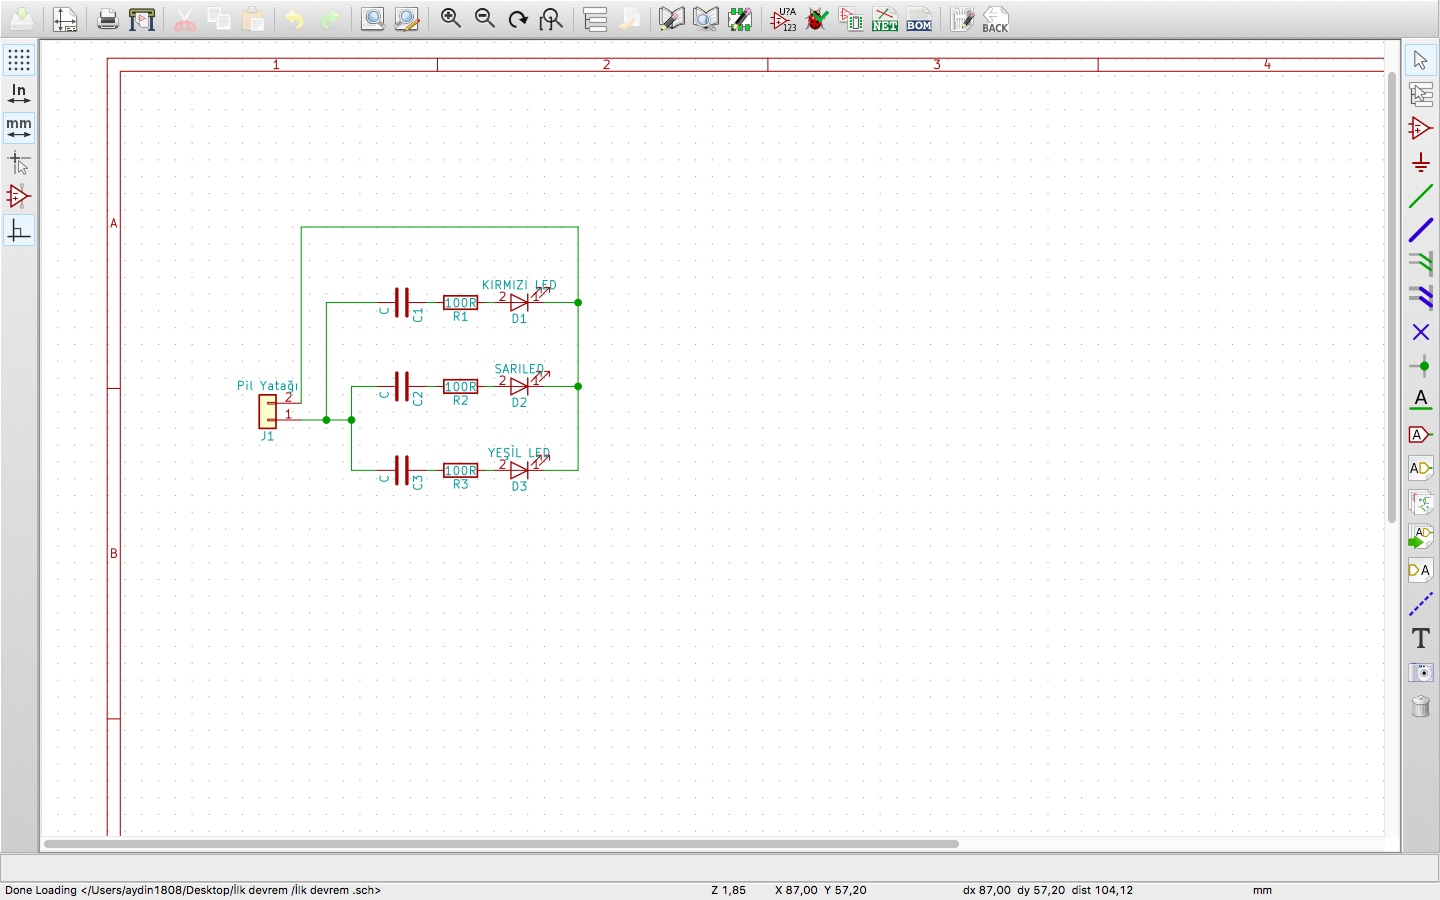 U?A
123
NET
BOM
BACK
In
mm
1
2
3
4
A
B
KIRMIZI LED
C
C1
100R
R1
2
1
D1
SARILED
C
C2
100R
R2
2
1
D2
Pil Yatağı
2
1
J1
YEŞİL LED
C
C3
100R
R3
2
1
D3
A
A
AD
AD
DA
T
Done Loading </Users/aydin1808/Desktop/İlk devrem /İlk devrem .sch>
Z 1,85
X 87,00 Y 57,20
dx 87,00 dy 57,20 dist 104,12
mm